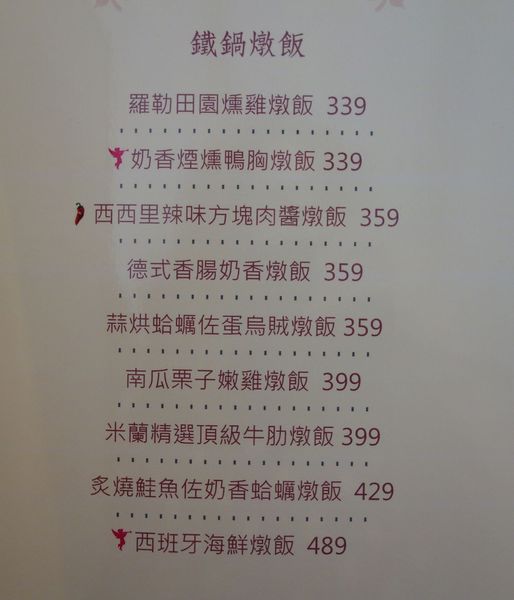 鐵鍋燉飯
羅勒田園燻雞燉飯 339
奶香煙燻鴨胸燉飯 339
西西里辣味方塊肉醬燉飯 359
德式香腸奶香燉飯 359
蒜烘蛤蠣佐蛋烏賊燉飯 359
南瓜栗子嫩雞燉飯 399
米蘭精選頂級牛肋燉飯 399
炙燒鮭魚佐奶香蛤蠣燉飯 429
西班牙海鮮燉飯 489